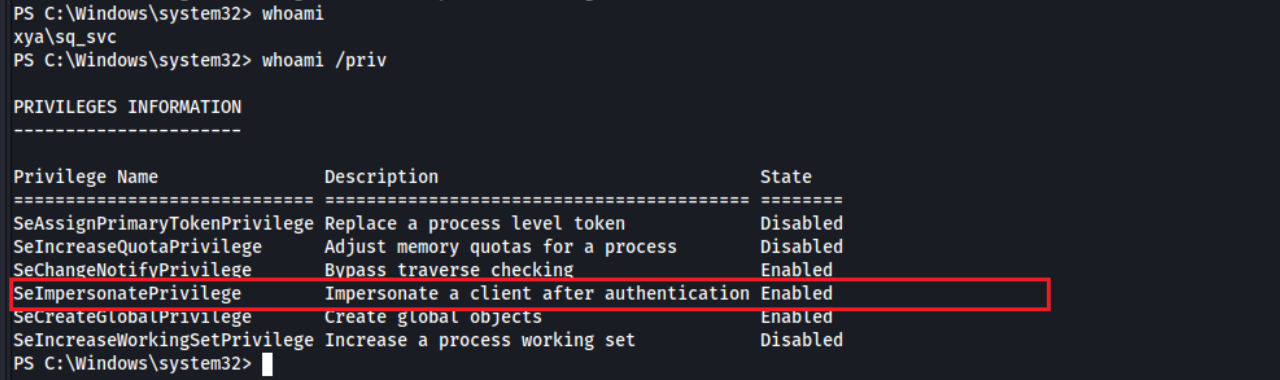 PS C:\Windows\system32> whoami
xya\sq_svc
PS C:\Windows\system32> whoami /priv
PRIVILEGES INFORMATION
----------------------
Privilege Name                Description                               State
============================= ========================================= ========
SeAssignPrimaryTokenPrivilege Replace a process level token             Disabled
SeIncreaseQuotaPrivilege      Adjust memory quotas for a process        Disabled
SeChangeNotifyPrivilege       Bypass traverse checking                  Enabled
SeImpersonatePrivilege        Impersonate a client after authentication Enabled
SeCreateGlobalPrivilege       Create global objects                     Enabled
SeIncreaseWorkingSetPrivilege Increase a process working set            Disabled
PS C:\Windows\system32>